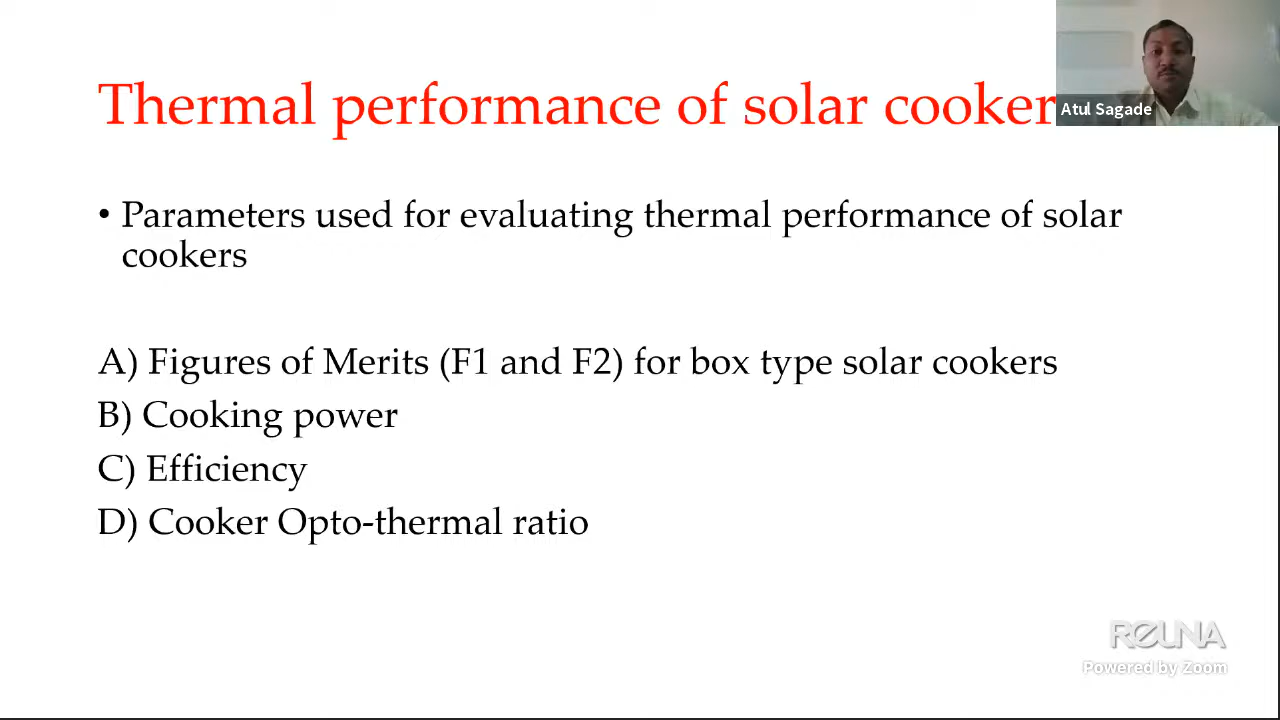 Thermal performance of solar cooker
Atul Sagade
• Parameters used for evaluating thermal performance of solar
cookers
A) Figures of Merits (F1 and F2) for box type solar cookers
B) Cooking power
C) Efficiency
D) Cooker Opto-thermal ratio
REUNA
Powered by Zoom